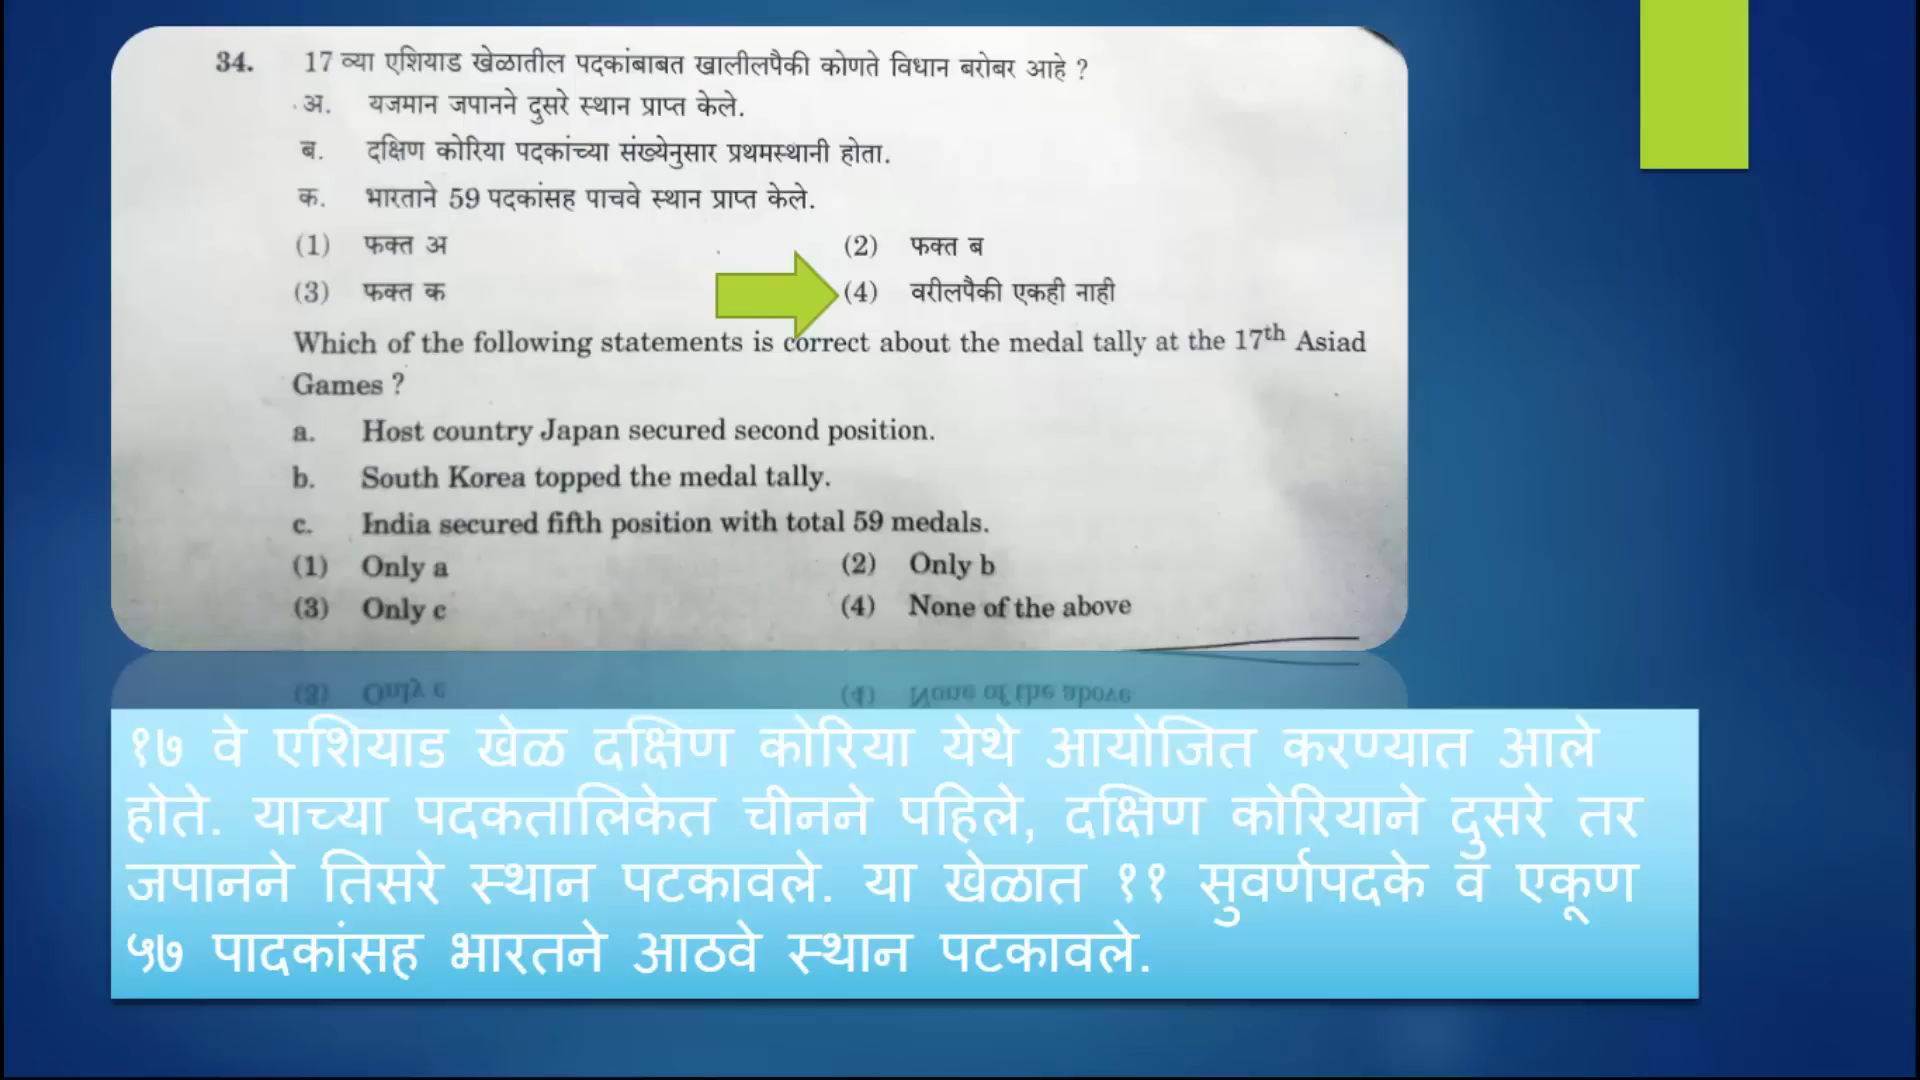 34. 17 व्या एशियाड खेळातील पदकांबाबत खालीलपैकी कोणते विधान बरोबर आहे ?
अ. यजमान जपानने दुसरे स्थान प्राप्त केले.
ब. दक्षिण कोरिया पदकांच्या संख्येनुसार प्रथमस्थानी होता.
क. भारताने 59 पदकांसह पाचवे स्थान प्राप्त केले.
(1) फक्त अ (2) फक्त ब
(3) फक्त क (4) वरीलपैकी एकही नाही
Which of the following statements is correct about the medal tally at the 17th Asiad
Games ?
a. Host country Japan secured second position.
b. South Korea topped the medal tally.
c. India secured fifth position with total 59 medals.
(1) Only a (2) Only b
(3) Only c (4) None of the above
१७ वे एशियाड खेळ दक्षिण कोरिया येथे आयोजित करण्यात आले
होते. याच्या पदकतालिकेत चीनने पहिले, दक्षिण कोरियाने दुसरे तर
जपानने तिसरे स्थान पटकावले. या खेळात ११ सुवर्णपदके व एकूण
५७ पादकांसह भारतने आठवे स्थान पटकावले.